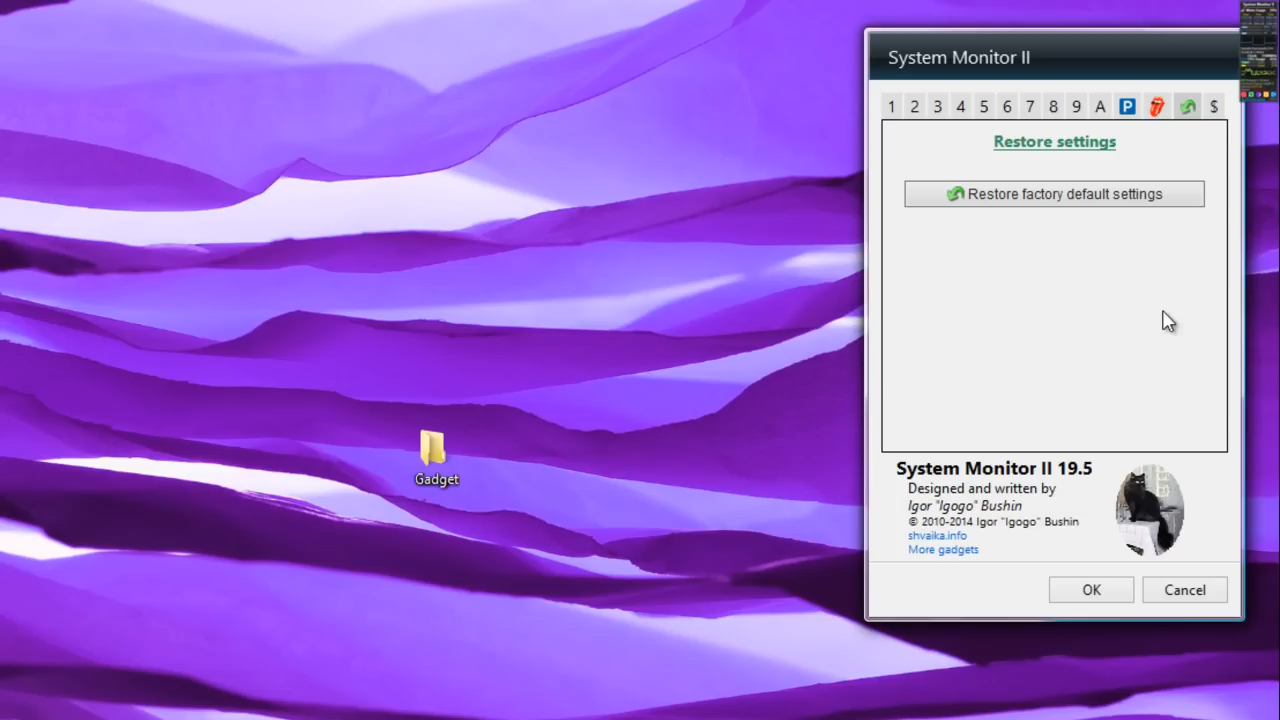 System Monitor II
1 2 3 4 5 6 7 8 9 A P $
Restore settings
Restore factory default settings
Gadget
System Monitor II 19.5
Designed and written by
Igor "Igogo" Bushin
© 2010-2014 Igor "Igogo" Bushin
shvaika.info
More gadgets
OK Cancel